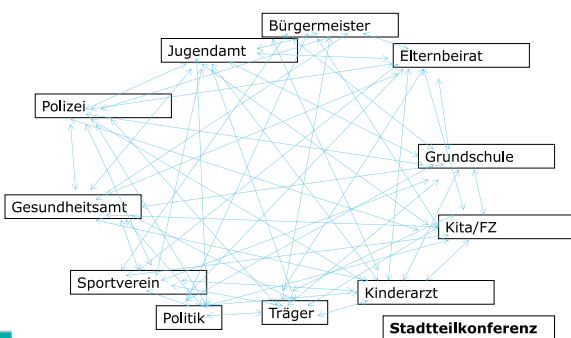 Bürgermeister
Jugendamt
Elternbeirat
Polizei
Grundschule
Gesundheitsamt
Kita/FZ
Sportverein
Kinderarzt
Politik
Träger
Stadtteilkonferenz